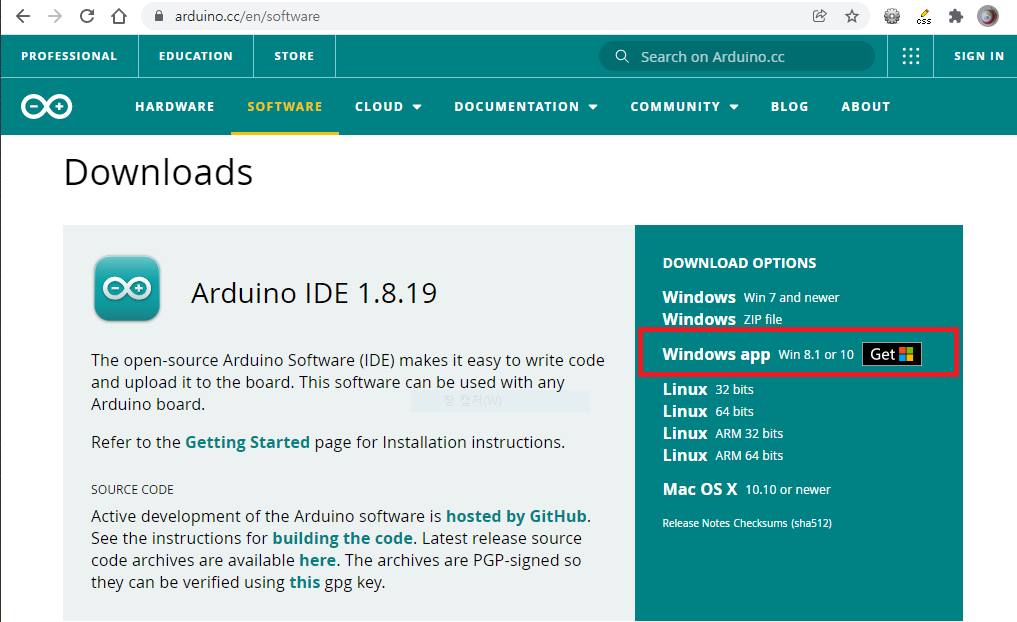 arduino.cc/en/software
css
PROFESSIONAL EDUCATION STORE Search on Arduino.cc SIGN IN
HARDWARE SOFTWARE CLOUD DOCUMENTATION COMMUNITY BLOG ABOUT
Downloads
Arduino IDE 1.8.19
The open-source Arduino Software (IDE) makes it easy to write code
and upload it to the board. This software can be used with any
Arduino board.
창 캡처(W)
Refer to the Getting Started page for Installation instructions.
SOURCE CODE
Active development of the Arduino software is hosted by GitHub.
See the instructions for building the code. Latest release source
code archives are available here. The archives are PGP-signed so
they can be verified using this gpg key.
DOWNLOAD OPTIONS
Windows Win 7 and newer
Windows ZIP file
Windows app Win 8.1 or 10 Get
Linux 32 bits
Linux 64 bits
Linux ARM 32 bits
Linux ARM 64 bits
Mac OS X 10.10 or newer
Release Notes Checksums (sha512)